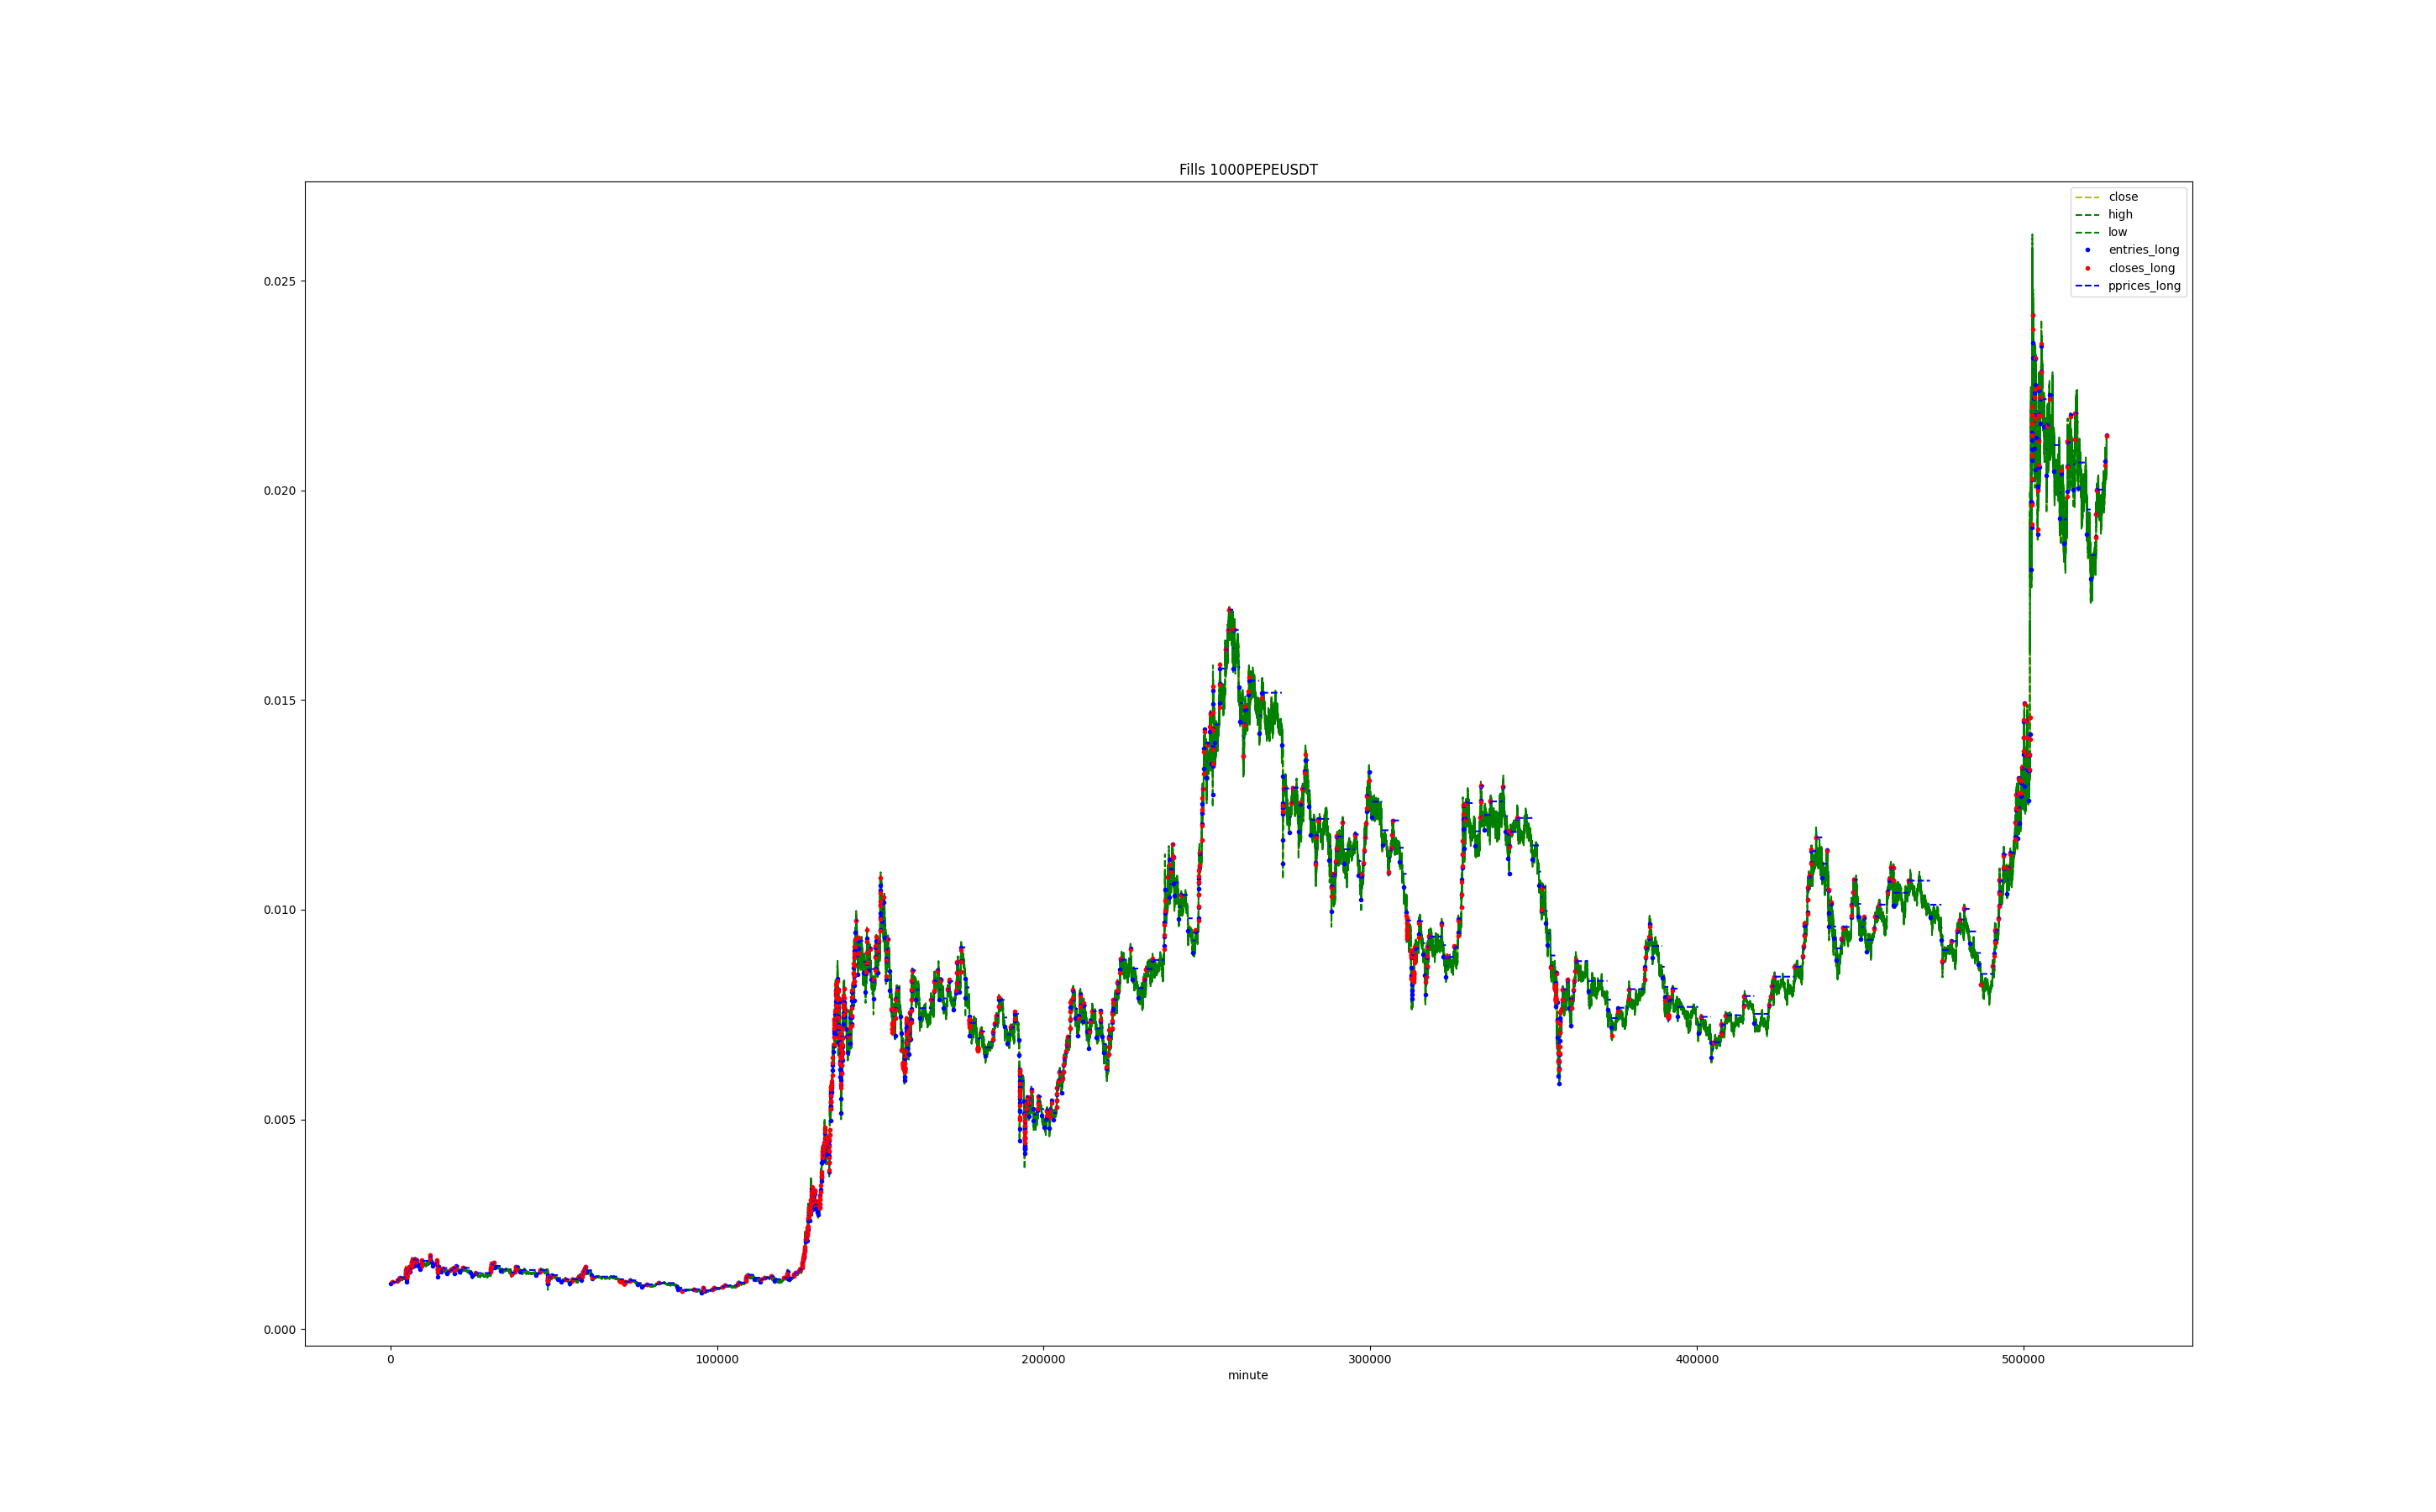 Fills 1000PEPEUSDT
close
high
low
entries_long
closes_long
pprices_long
0.025
0.020
0.015
0.010
0.005
0.000
0 100000 200000 300000 400000 500000
minute